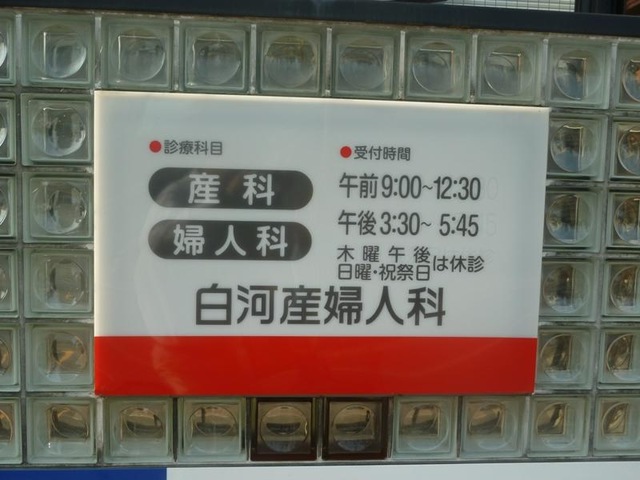 ●診療科目
産科
婦人科
●受付時間
午前9:00~12:30
午後3:30~ 5:45
木曜午後
日曜・祝祭日は休診
白河産婦人科